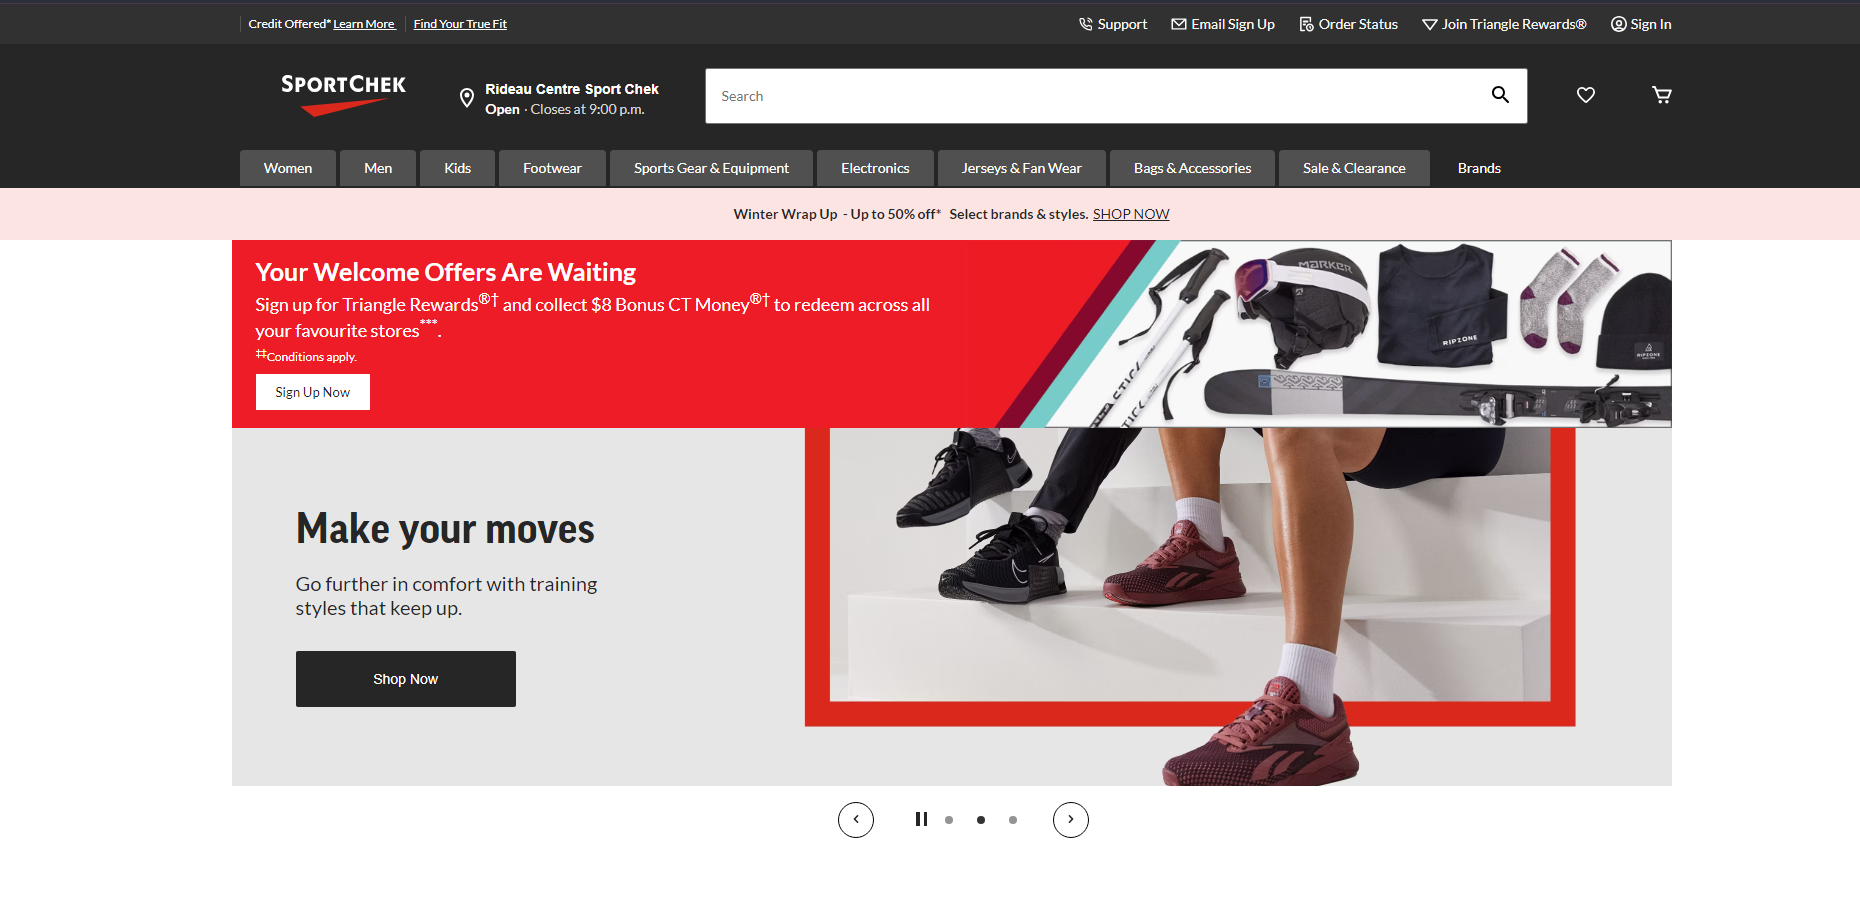 Credit Offered* Learn More Find Your True Fit Support Email Sign Up Order Status Join Triangle Rewards® Sign In
SPORTCHEK
Rideau Centre Sport Chek
Open · Closes at 9:00 p.m.
Search
Women Men Kids Footwear Sports Gear & Equipment Electronics Jerseys & Fan Wear Bags & Accessories Sale & Clearance Brands
Winter Wrap Up - Up to 50% off* Select brands & styles. SHOP NOW
Your Welcome Offers Are Waiting
Sign up for Triangle Rewards®† and collect $8 Bonus CT Money®† to redeem across all
your favourite stores***.
‡‡Conditions apply.
Sign Up Now
MARKER
RIPZONE
RIPZONE
Make your moves
Go further in comfort with training
styles that keep up.
Shop Now